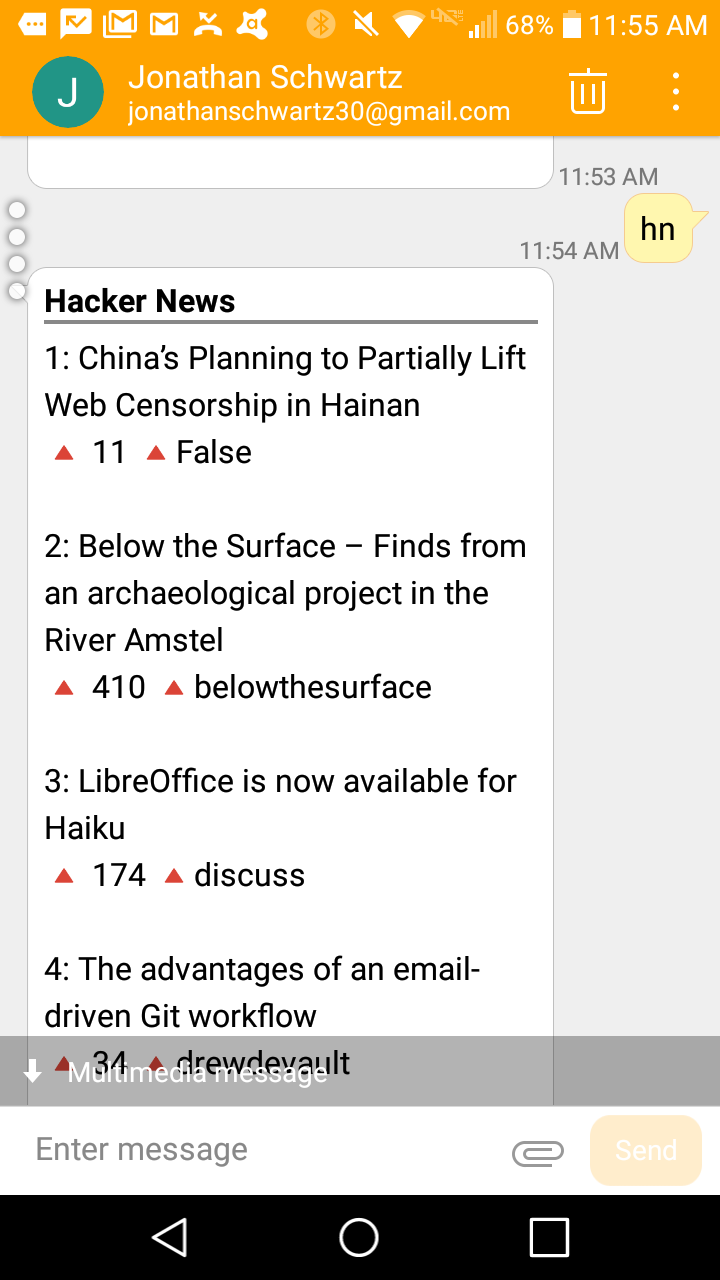 68% 11:55 AM
J
Jonathan Schwartz
jonathanschwartz30@gmail.com
11:53 AM
hn
11:54 AM
Hacker News
1: China’s Planning to Partially Lift
Web Censorship in Hainan
11 False
2: Below the Surface – Finds from
an archaeological project in the
River Amstel
410 belowthesurface
3: LibreOffice is now available for
Haiku
174 discuss
4: The advantages of an email-
driven Git workflow
34 drewdevault
Multimedia message
Enter message
Send